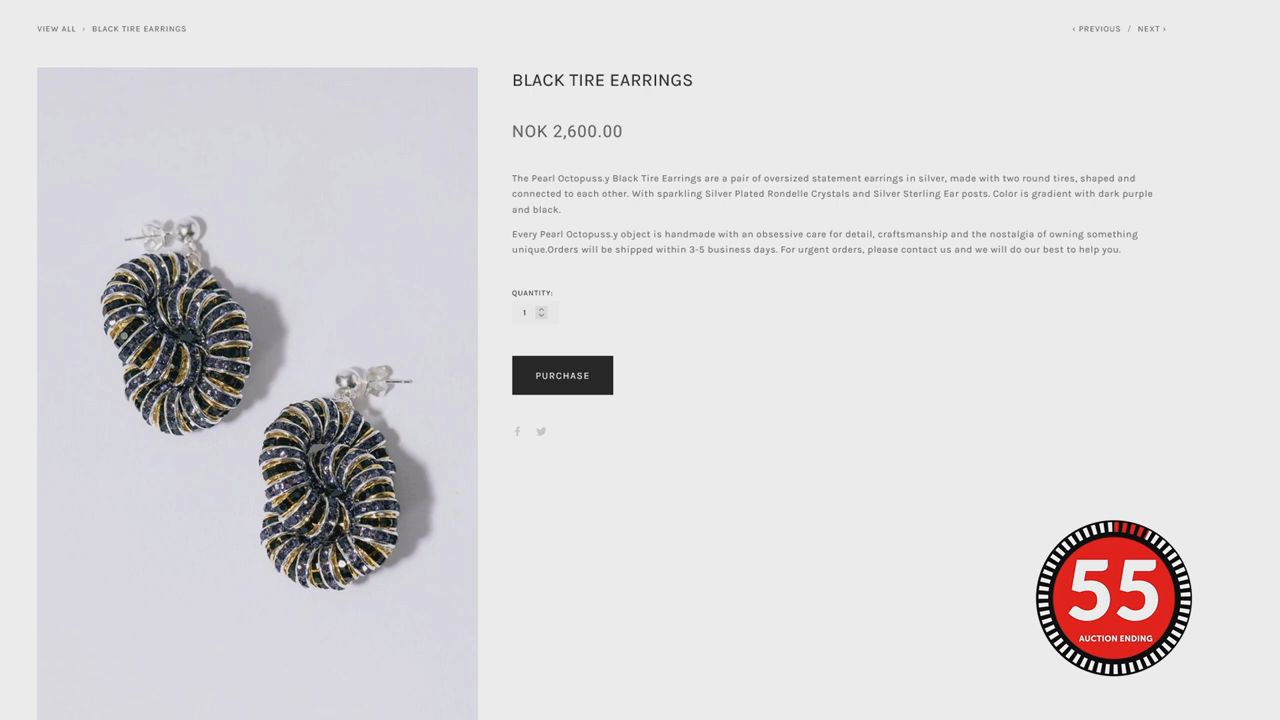 VIEW ALL › BLACK TIRE EARRINGS
‹ PREVIOUS / NEXT ›
BLACK TIRE EARRINGS
NOK 2,600.00
The Pearl Octopuss.y Black Tire Earrings are a pair of oversized statement earrings in silver, made with two round tires, shaped and
connected to each other. With sparkling Silver Plated Rondelle Crystals and Silver Sterling Ear posts. Color is gradient with dark purple
and black.
Every Pearl Octopuss.y object is handmade with an obsessive care for detail, craftsmanship and the nostalgia of owning something
unique.Orders will be shipped within 3-5 business days. For urgent orders, please contact us and we will do our best to help you.
QUANTITY:
1
PURCHASE
55
AUCTION ENDING